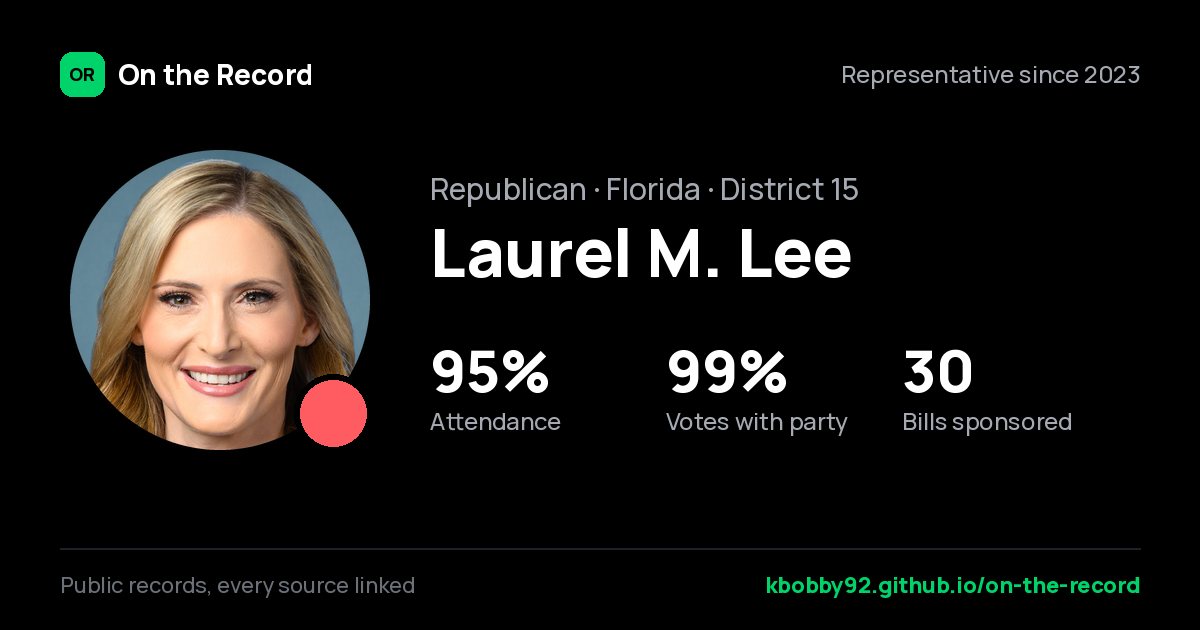 OR On the Record
Representative since 2023
Republican · Florida · District 15
Laurel M. Lee
95% 99% 30
Attendance Votes with party Bills sponsored
Public records, every source linked
kbobby92.github.io/on-the-record